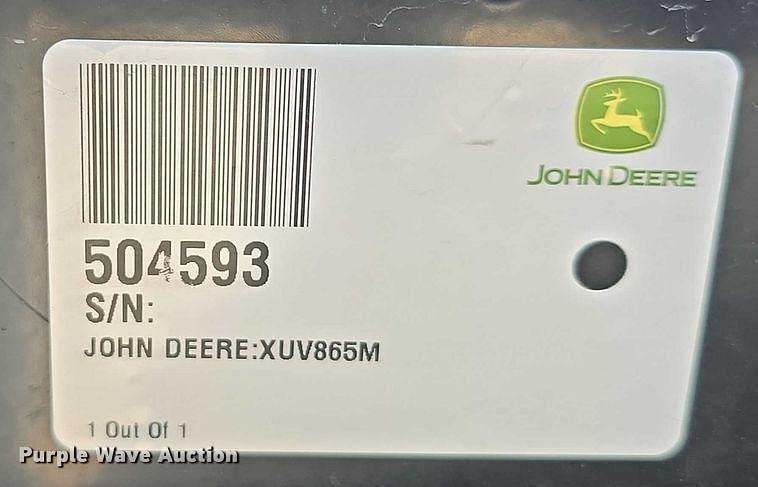 JOHN DEERE
504593
S/N:
JOHN DEERE:XUV865M
1 Out Of 1
Purple Wave Auction